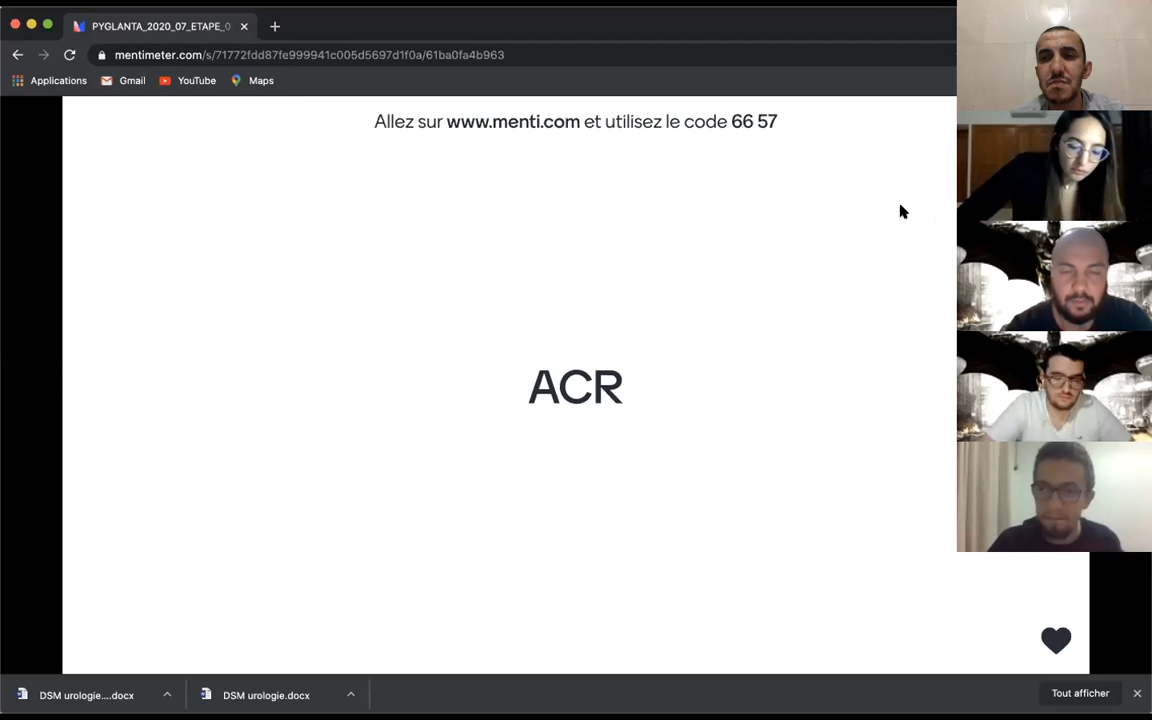 PYGLANTA_2020_07_ETAPE_0
mentimeter.com/s/71772fdd87fe999941c005d5697d1f0a/61ba0fa4b963
Applications Gmail YouTube Maps
Allez sur www.menti.com et utilisez le code 66 57
ACR
DSM urologie....docx DSM urologie.docx Tout afficher